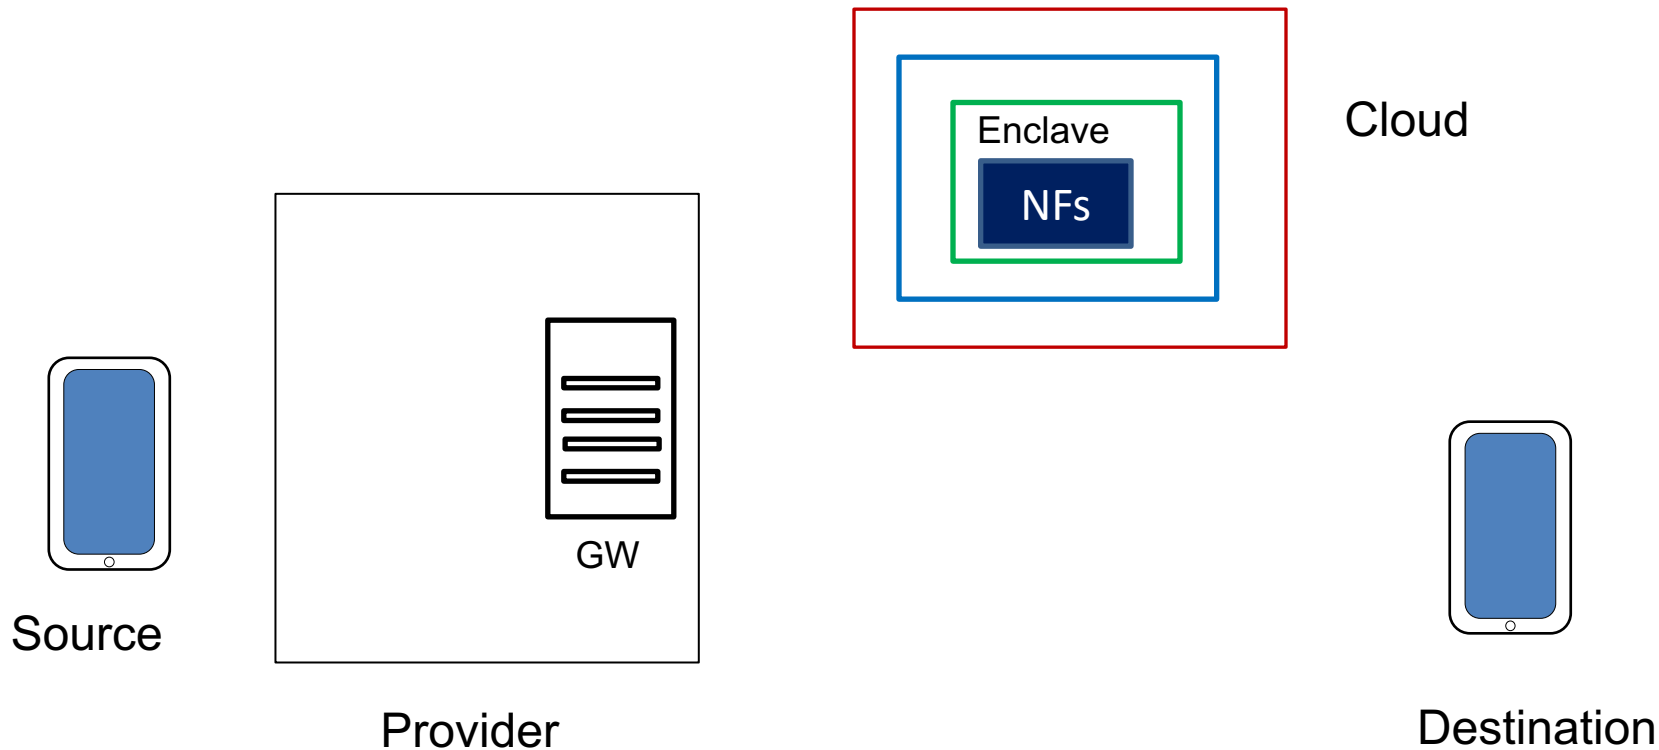 Cloud
Enclave
NFs
GW
Source
Provider
Destination